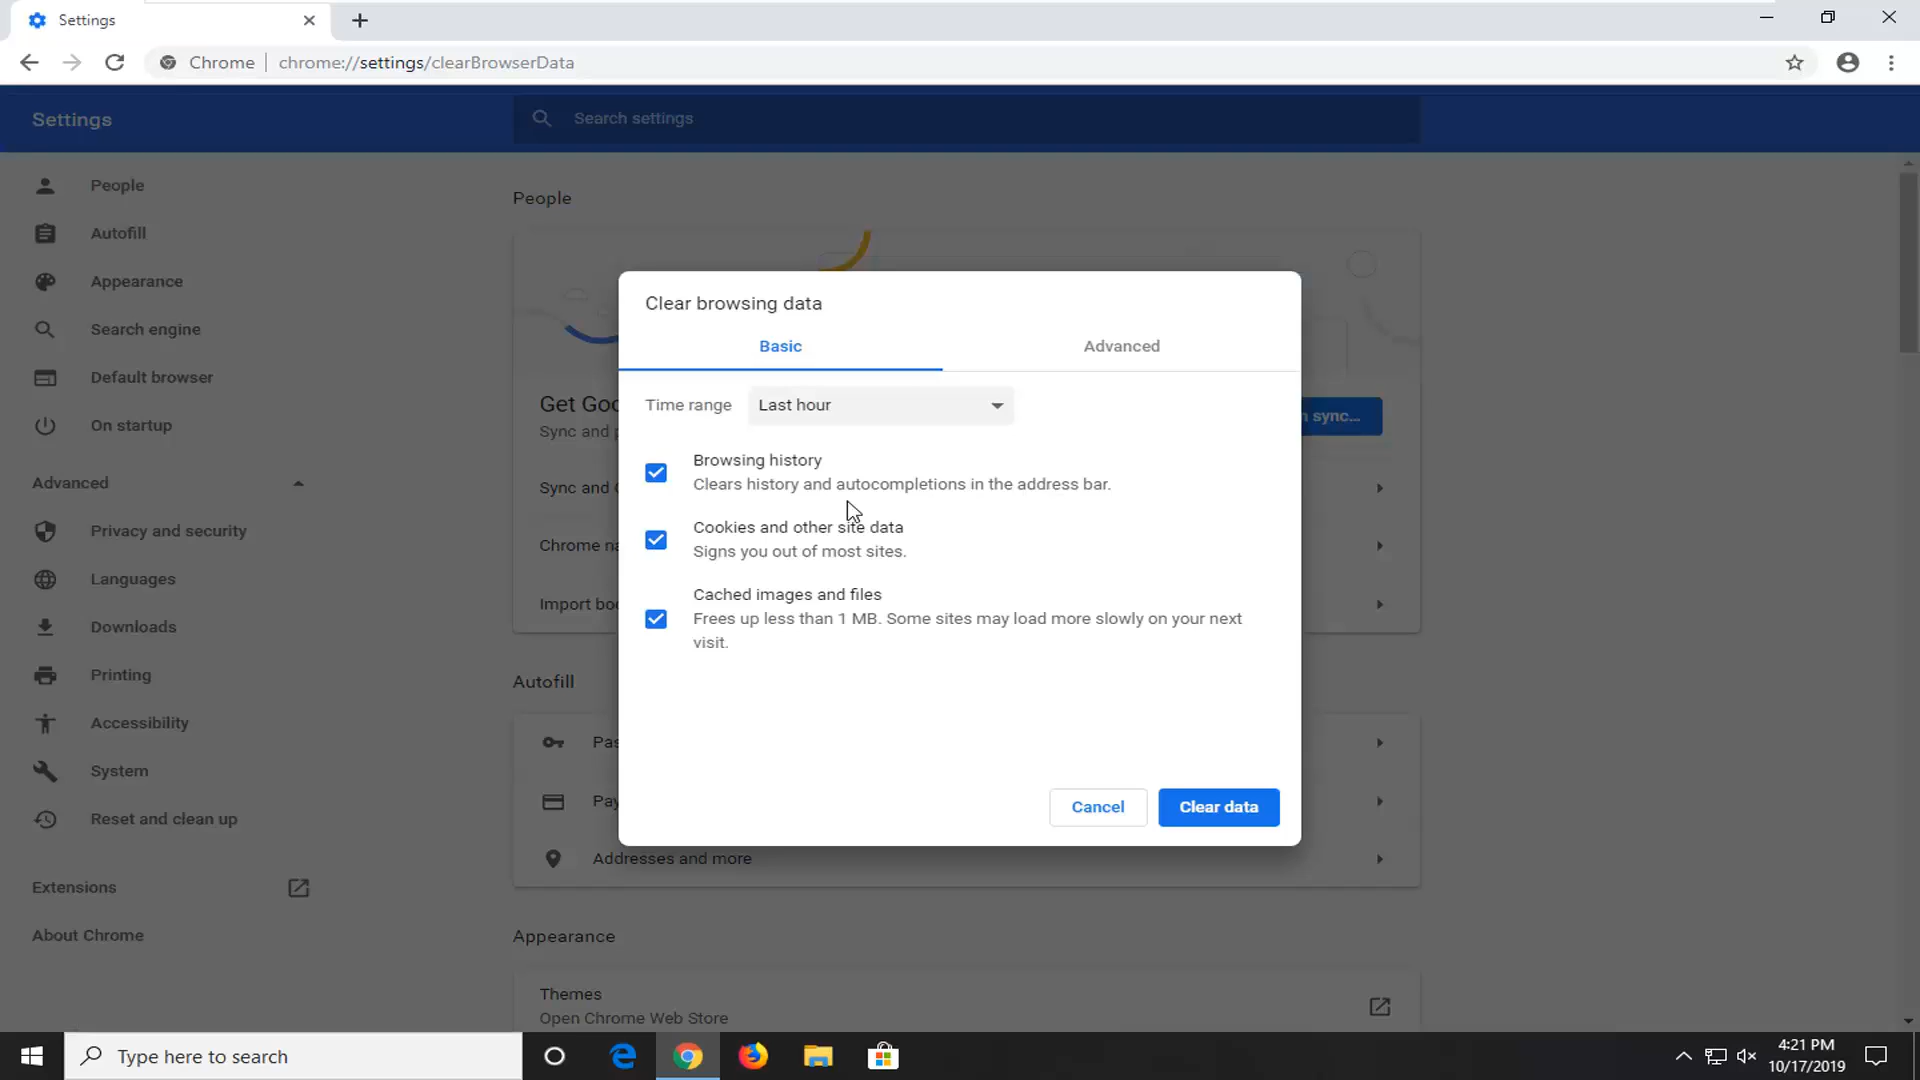 Settings
Chrome
chrome://settings/clearBrowserData
Settings
Search settings
People
Autofill
Appearance
Search engine
Default browser
On startup
Advanced
Privacy and security
Languages
Downloads
Printing
Accessibility
System
Reset and clean up
Extensions
About Chrome
People
Get Goo
Sync and p
n sync...
Sync and G
Chrome na
Import boo
Autofill
Pas
Pay
Addresses and more
Appearance
Themes
Open Chrome Web Store
Clear browsing data
Basic
Advanced
Time range
Last hour
Browsing history
Clears history and autocompletions in the address bar.
Cookies and other site data
Signs you out of most sites.
Cached images and files
Frees up less than 1 MB. Some sites may load more slowly on your next
visit.
Cancel
Clear data
Type here to search
4:21 PM
10/17/2019